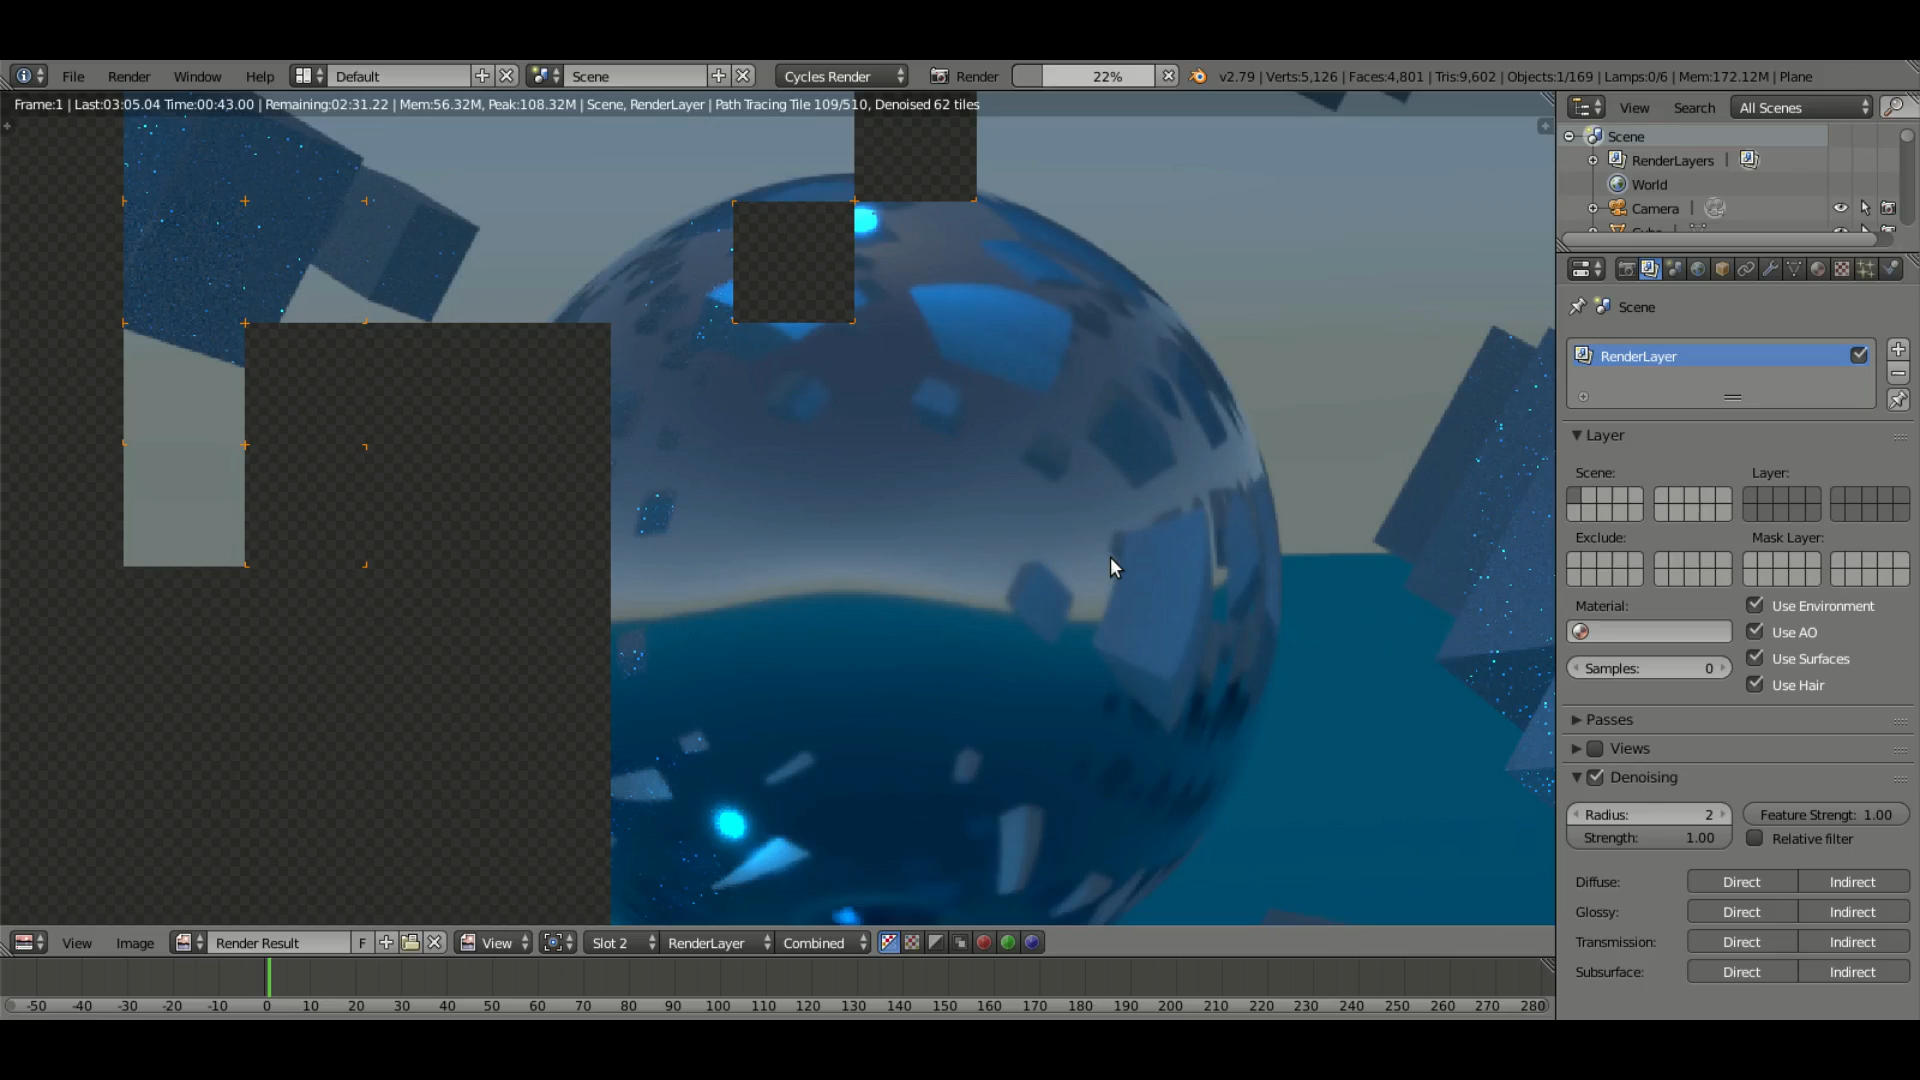 File Render Window Help Default Scene Cycles Render Render 22% v2.79 | Verts:5,126 | Faces:4,801 | Tris:9,602 | Objects:1/169 | Lamps:0/6 | Mem:172.12M | Plane
Frame:1 | Last:03:05.04 Time:00:43.00 | Remaining:02:31.22 | Mem:56.32M, Peak:108.32M | Scene, RenderLayer | Path Tracing Tile 109/510, Denoised 62 tiles
View Search All Scenes
Scene
RenderLayers
World
Camera
Scene
RenderLayer
Layer
Scene: Layer:
Exclude: Mask Layer:
Material: Use Environment
Use AO
Samples: 0 Use Surfaces
Use Hair
Passes
Views
Denoising
Radius: 2 Feature Strengt: 1.00
Strength: 1.00 Relative filter
Diffuse: Direct Indirect
Glossy: Direct Indirect
Transmission: Direct Indirect
Subsurface: Direct Indirect
View Image Render Result F View Slot 2 RenderLayer Combined
-50 -40 -30 -20 -10 0 10 20 30 40 50 60 70 80 90 100 110 120 130 140 150 160 170 180 190 200 210 220 230 240 250 260 270 280